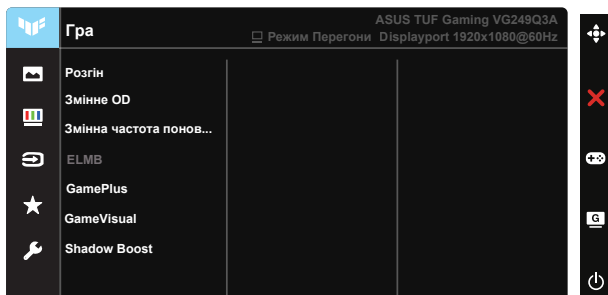 ASUS TUF Gaming VG249Q3A
Гра
Режим Перегони Displayport 1920x1080@60Hz
Розгін
Змінне OD
Змінна частота понов...
ELMB
GamePlus
GameVisual
Shadow Boost
G